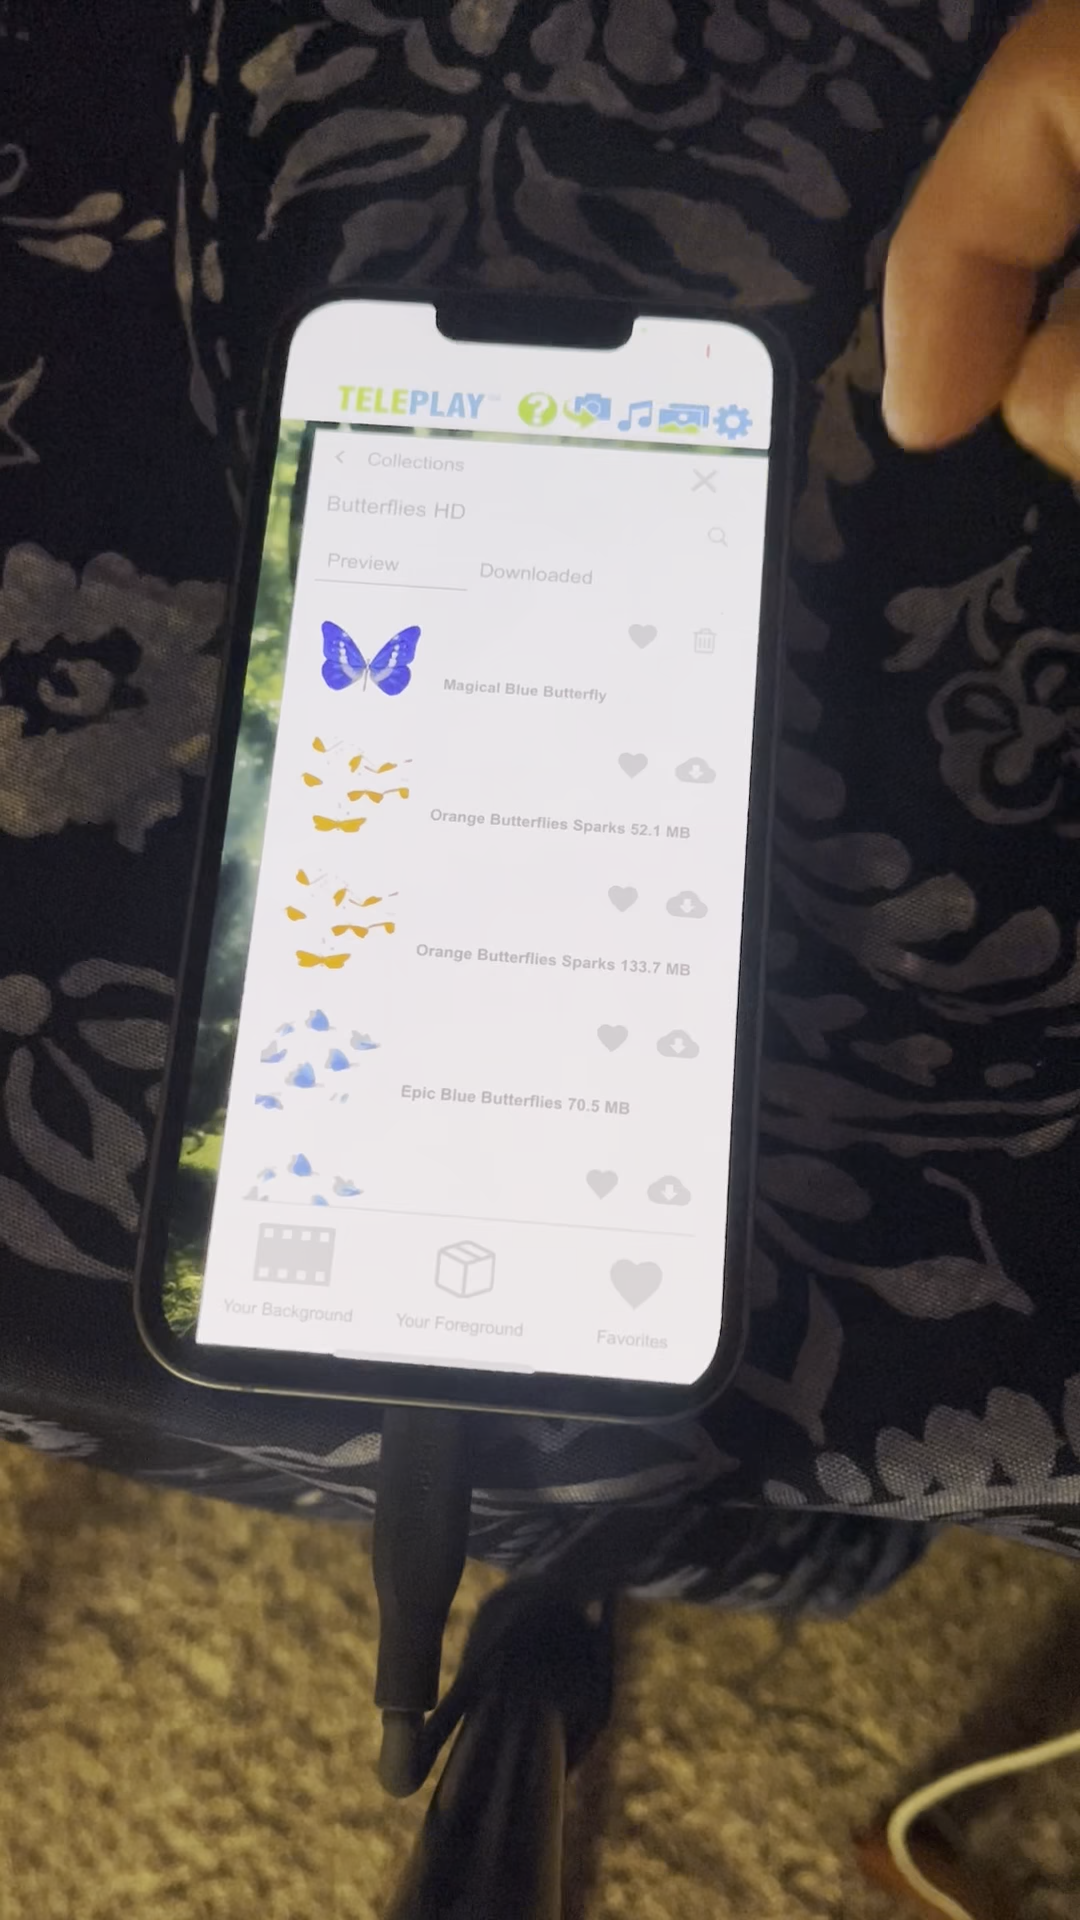 TELEPLAY
Collections
Butterflies HD
Preview
Downloaded
Magical Blue Butterfly
Orange Butterflies Sparks 52.1 MB
Orange Butterflies Sparks 133.7 MB
Epic Blue Butterflies 70.5 MB
Your Background
Your Foreground
Favorites